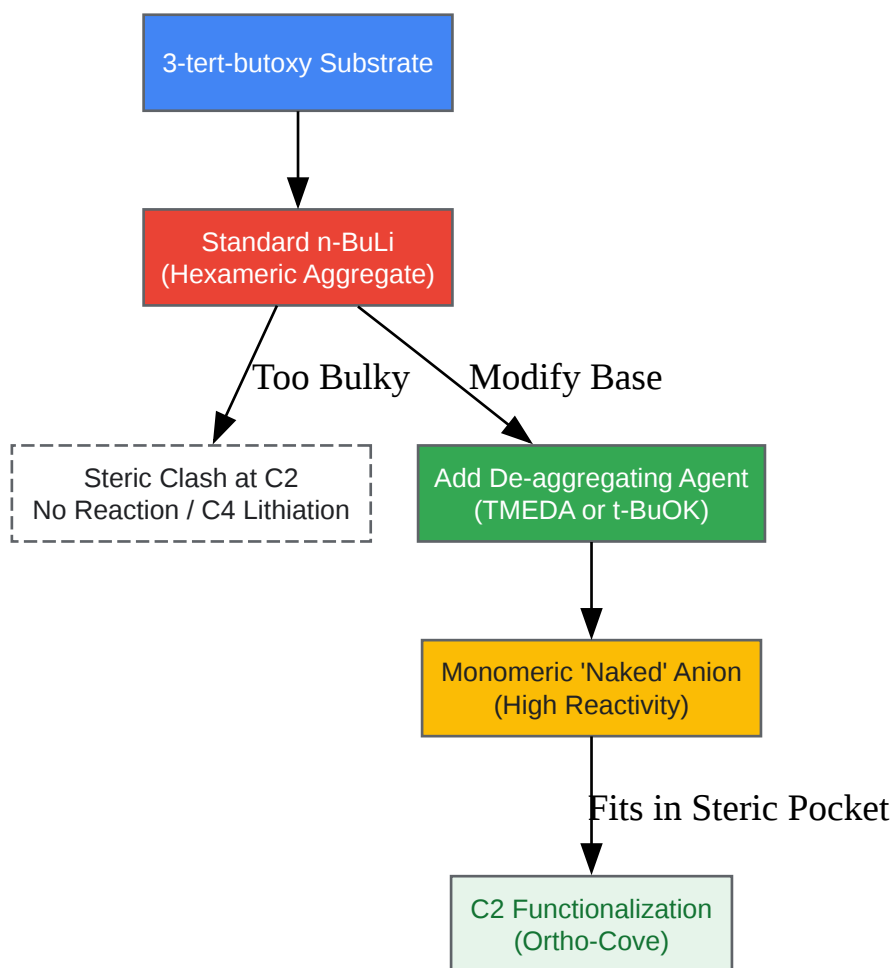 3-tert-butoxy Substrate
Standard n-BuLi
(Hexameric Aggregate)
Too Bulky
Modify Base
Steric Clash at C2
No Reaction / C4 Lithiation
Add De-aggregating Agent
(TMEDA or t-BuOK)
Monomeric 'Naked' Anion
(High Reactivity)
Fits in Steric Pocket
C2 Functionalization
(Ortho-Cove)